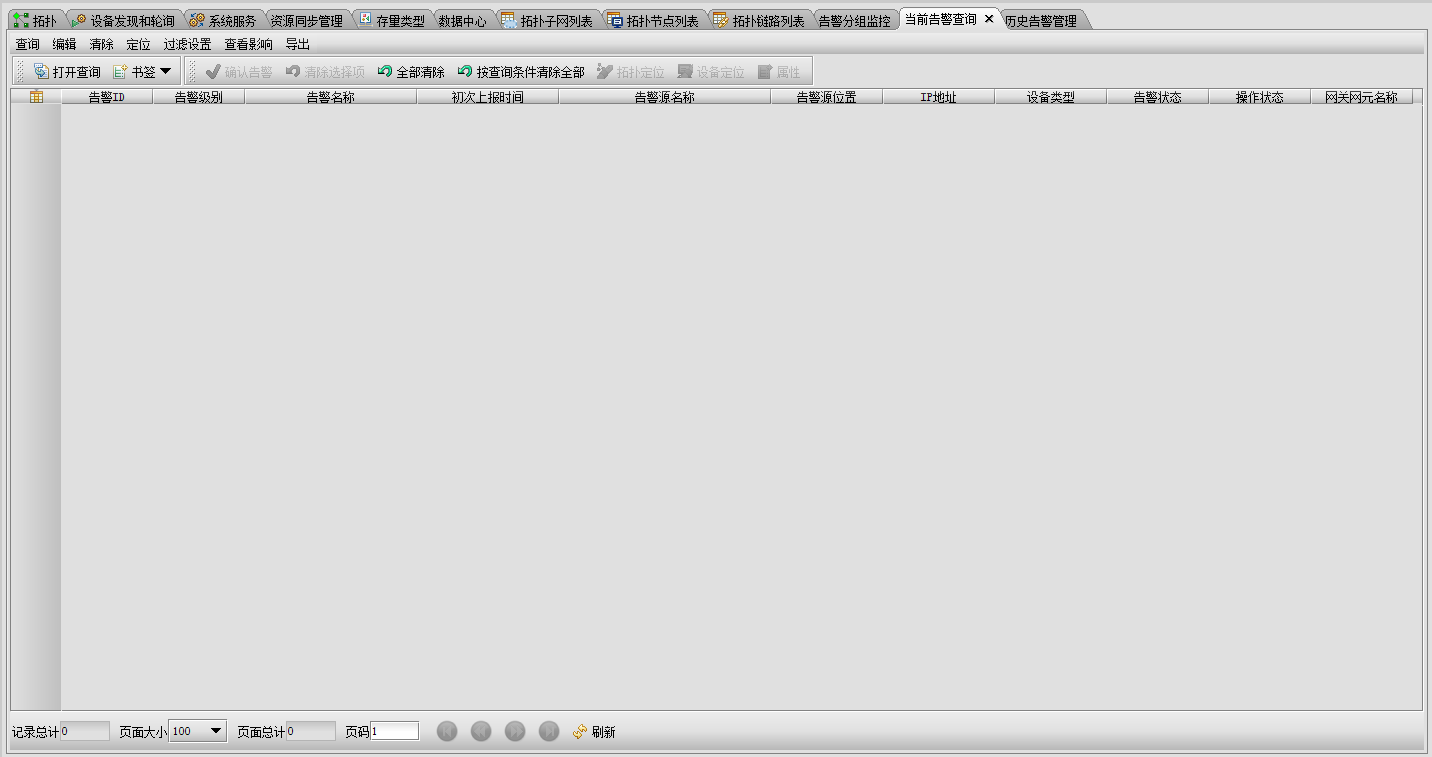 拓扑 设备发现和轮询 系统服务 资源同步管理 存量类型 数据中心 拓扑子网列表 拓扑节点列表 拓扑链路列表 告警分组监控 当前告警查询 历史告警管理
查询 编辑 清除 定位 过滤设置 查看影响 导出
打开查询 书签 确认告警 清除选择项 全部清除 按查询条件清除全部 拓扑定位 设备定位 属性
告警ID 告警级别 告警名称 初次上报时间 告警源名称 告警源位置 IP地址 设备类型 告警状态 操作状态 网关网元名称
记录总计 0 页面大小 100 页面总计 0 页码 1 刷新